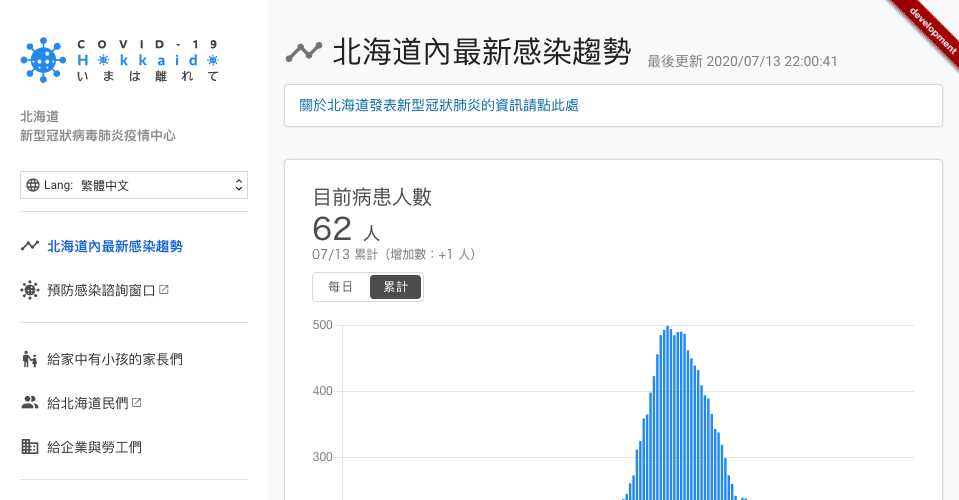 COVID-19
Hokkaido
いまは離れて
北海道
新型冠狀病毒肺炎疫情中心
Lang: 繁體中文
北海道內最新感染趨勢
預防感染諮詢窗口
給家中有小孩的家長們
給北海道民們
給企業與勞工們
development
北海道內最新感染趨勢 最後更新 2020/07/13 22:00:41
關於北海道發表新型冠狀肺炎的資訊請點此處
目前病患人數
62 人
07/13 累計（增加數：+1 人）
每日 累計
500
400
300